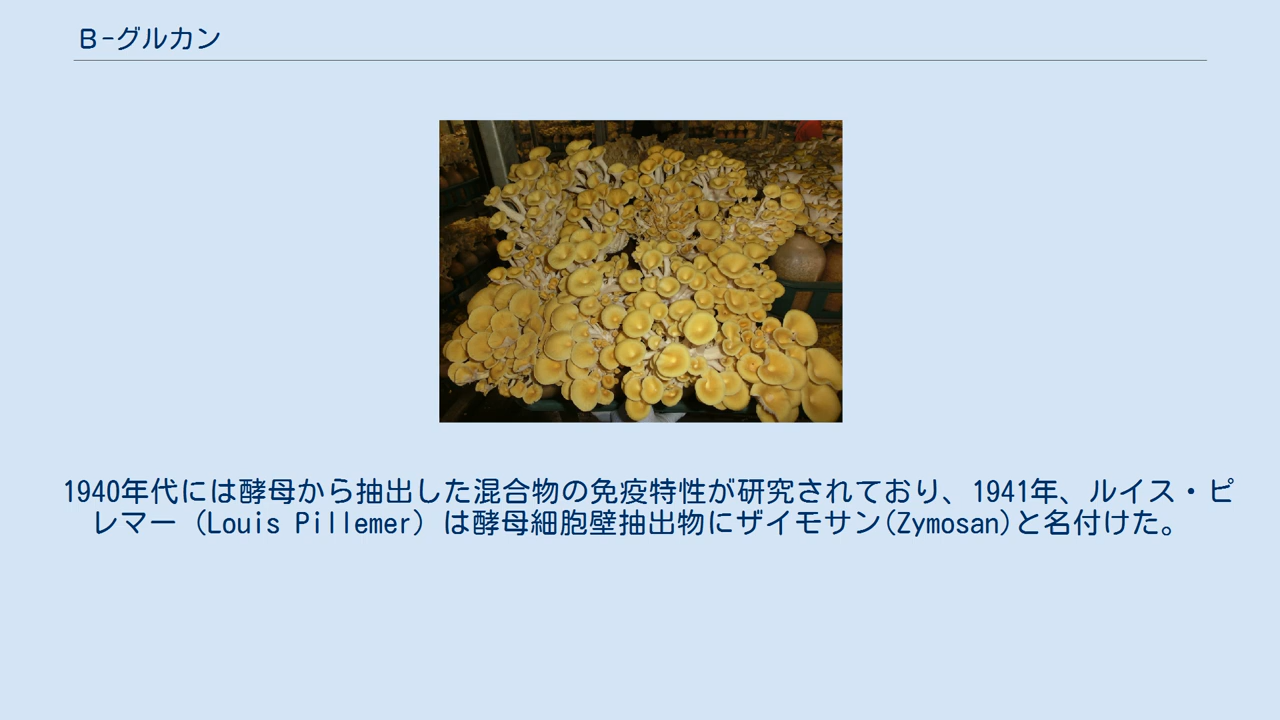 Β-グルカン
1940年代には酵母から抽出した混合物の免疫特性が研究されており、1941年、ルイス・ピ
レマー (Louis Pillemer) は酵母細胞壁抽出物にザイモサン(Zymosan)と名付けた。